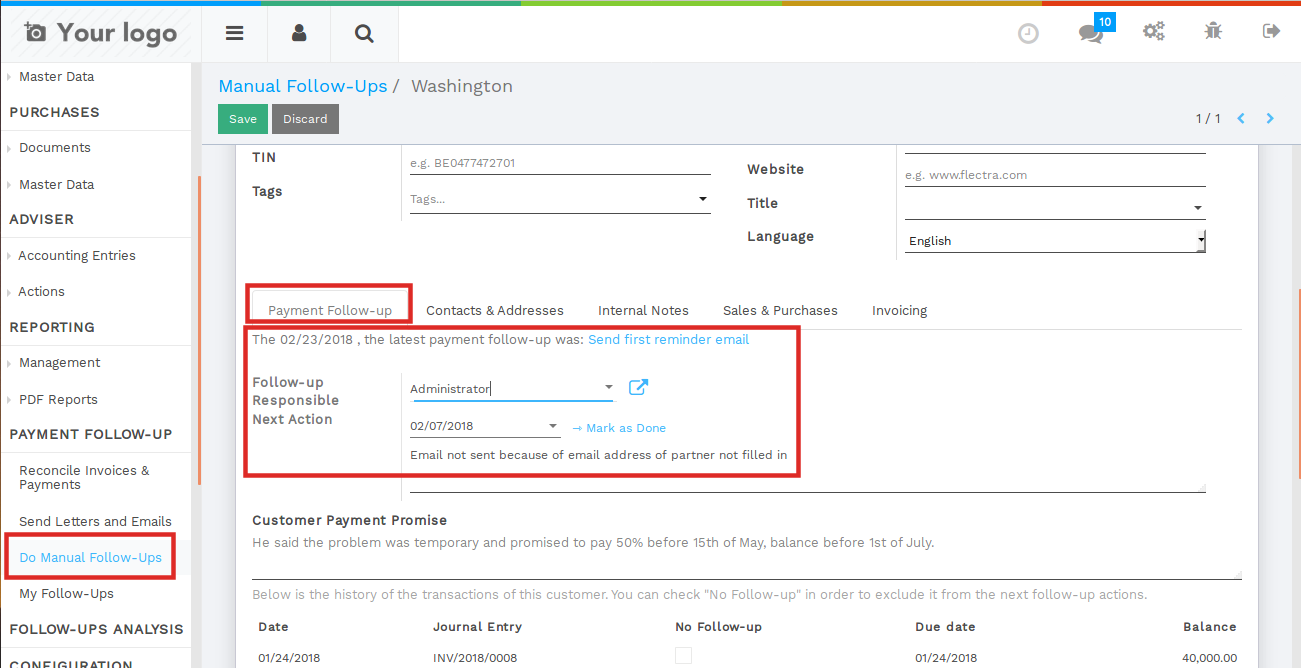 Your logo
10
Master Data
PURCHASES
Documents
Master Data
ADVISER
Accounting Entries
Actions
REPORTING
Management
PDF Reports
PAYMENT FOLLOW-UP
Reconcile Invoices &
Payments
Send Letters and Emails
Do Manual Follow-Ups
My Follow-Ups
FOLLOW-UPS ANALYSIS
CONFIGURATION
Manual Follow-Ups / Washington
Save Discard
1 / 1
TIN e.g. BE0477472701
Tags Tags...
Website e.g. www.flectra.com
Title
Language English
Payment Follow-up Contacts & Addresses Internal Notes Sales & Purchases Invoicing
The 02/23/2018 , the latest payment follow-up was: Send first reminder email
Follow-up
Responsible Administrator
Next Action
02/07/2018 → Mark as Done
Email not sent because of email address of partner not filled in
Customer Payment Promise
He said the problem was temporary and promised to pay 50% before 15th of May, balance before 1st of July.
Below is the history of the transactions of this customer. You can check "No Follow-up" in order to exclude it from the next follow-up actions.
Date Journal Entry No Follow-up Due date Balance
01/24/2018 INV/2018/0008 01/24/2018 40,000.00